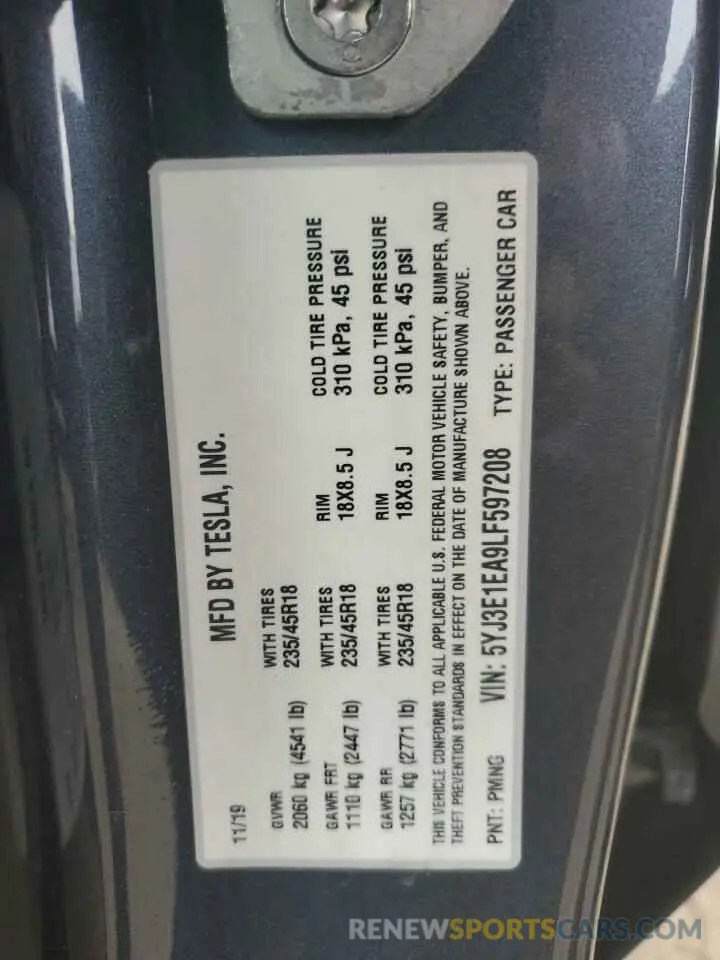 MFD BY TESLA, INC.
11/19
GVWR WITH TIRES
2060 kg (4541 lb) 235/45R18
GAWR FRT WITH TIRES RIM COLD TIRE PRESSURE
1110 kg (2447 lb) 235/45R18 18X8.5 J 310 kPa, 45 psi
GAWR RR WITH TIRES RIM COLD TIRE PRESSURE
1257 kg (2771 lb) 235/45R18 18X8.5 J 310 kPa, 45 psi
THIS VEHICLE CONFORMS TO ALL APPLICABLE U.S. FEDERAL MOTOR VEHICLE SAFETY, BUMPER, AND
THEFT PREVENTION STANDARDS IN EFFECT ON THE DATE OF MANUFACTURE SHOWN ABOVE.
PNT: PMNG VIN: 5YJ3E1EA9LF597208 TYPE: PASSENGER CAR
RENEWSPORTSCARS.COM